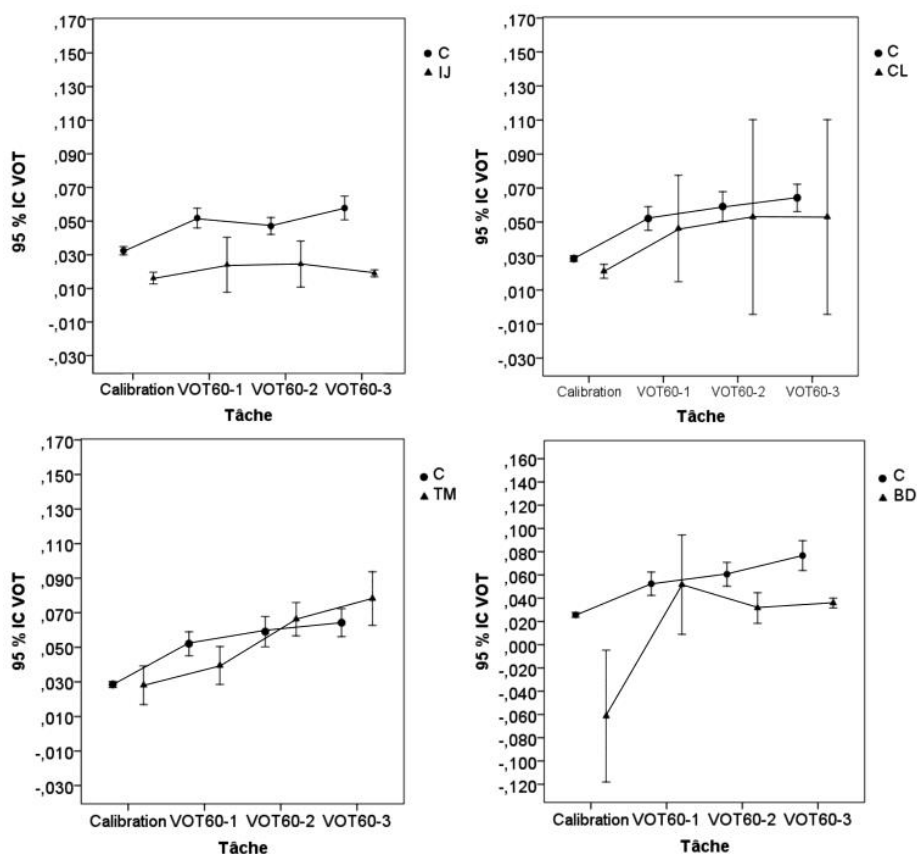 ,170
,150
,130
,110
,090
,070
,050
,030
,010
-,010
-,030
95 % IC VOT
Calibration VOT60-1 VOT60-2 VOT60-3
Tâche
C
IJ
,170
,150
,130
,110
,090
,070
,050
,030
,010
-,010
-,030
95 % IC VOT
Calibration VOT60-1 VOT60-2 VOT60-3
Tâche
C
CL
,170
,150
,130
,110
,090
,070
,050
,030
,010
-,010
-,030
95 % IC VOT
Calibration VOT60-1 VOT60-2 VOT60-3
Tâche
C
TM
,160
,140
,120
,100
,080
,060
,040
,020
,000
-,020
-,040
-,060
-,080
-,100
-,120
95 % IC VOT
Calibration VOT60-1 VOT60-2 VOT60-3
Tâche
C
BD